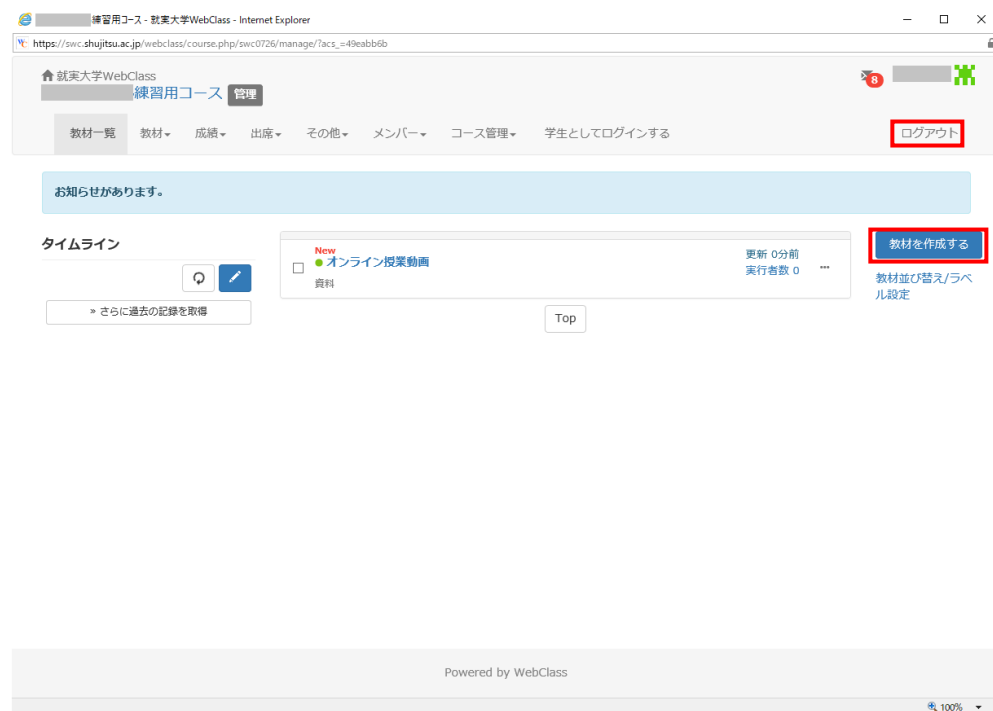 練習用コース - 就実大学WebClass - Internet Explorer
https://swc.shujitsu.ac.jp/webclass/course.php/swc0726/manage/?acs_=49eabb6b
就実大学WebClass
練習用コース 管理
8
教材一覧 教材 成績 出席 その他 メンバー コース管理 学生としてログインする ログアウト
お知らせがあります。
タイムライン
» さらに過去の記録を取得
New
オンライン授業動画
資料
更新 0分前
実行者数 0
Top
教材を作成する
教材並び替え/ラベ
ル設定
Powered by WebClass
100%